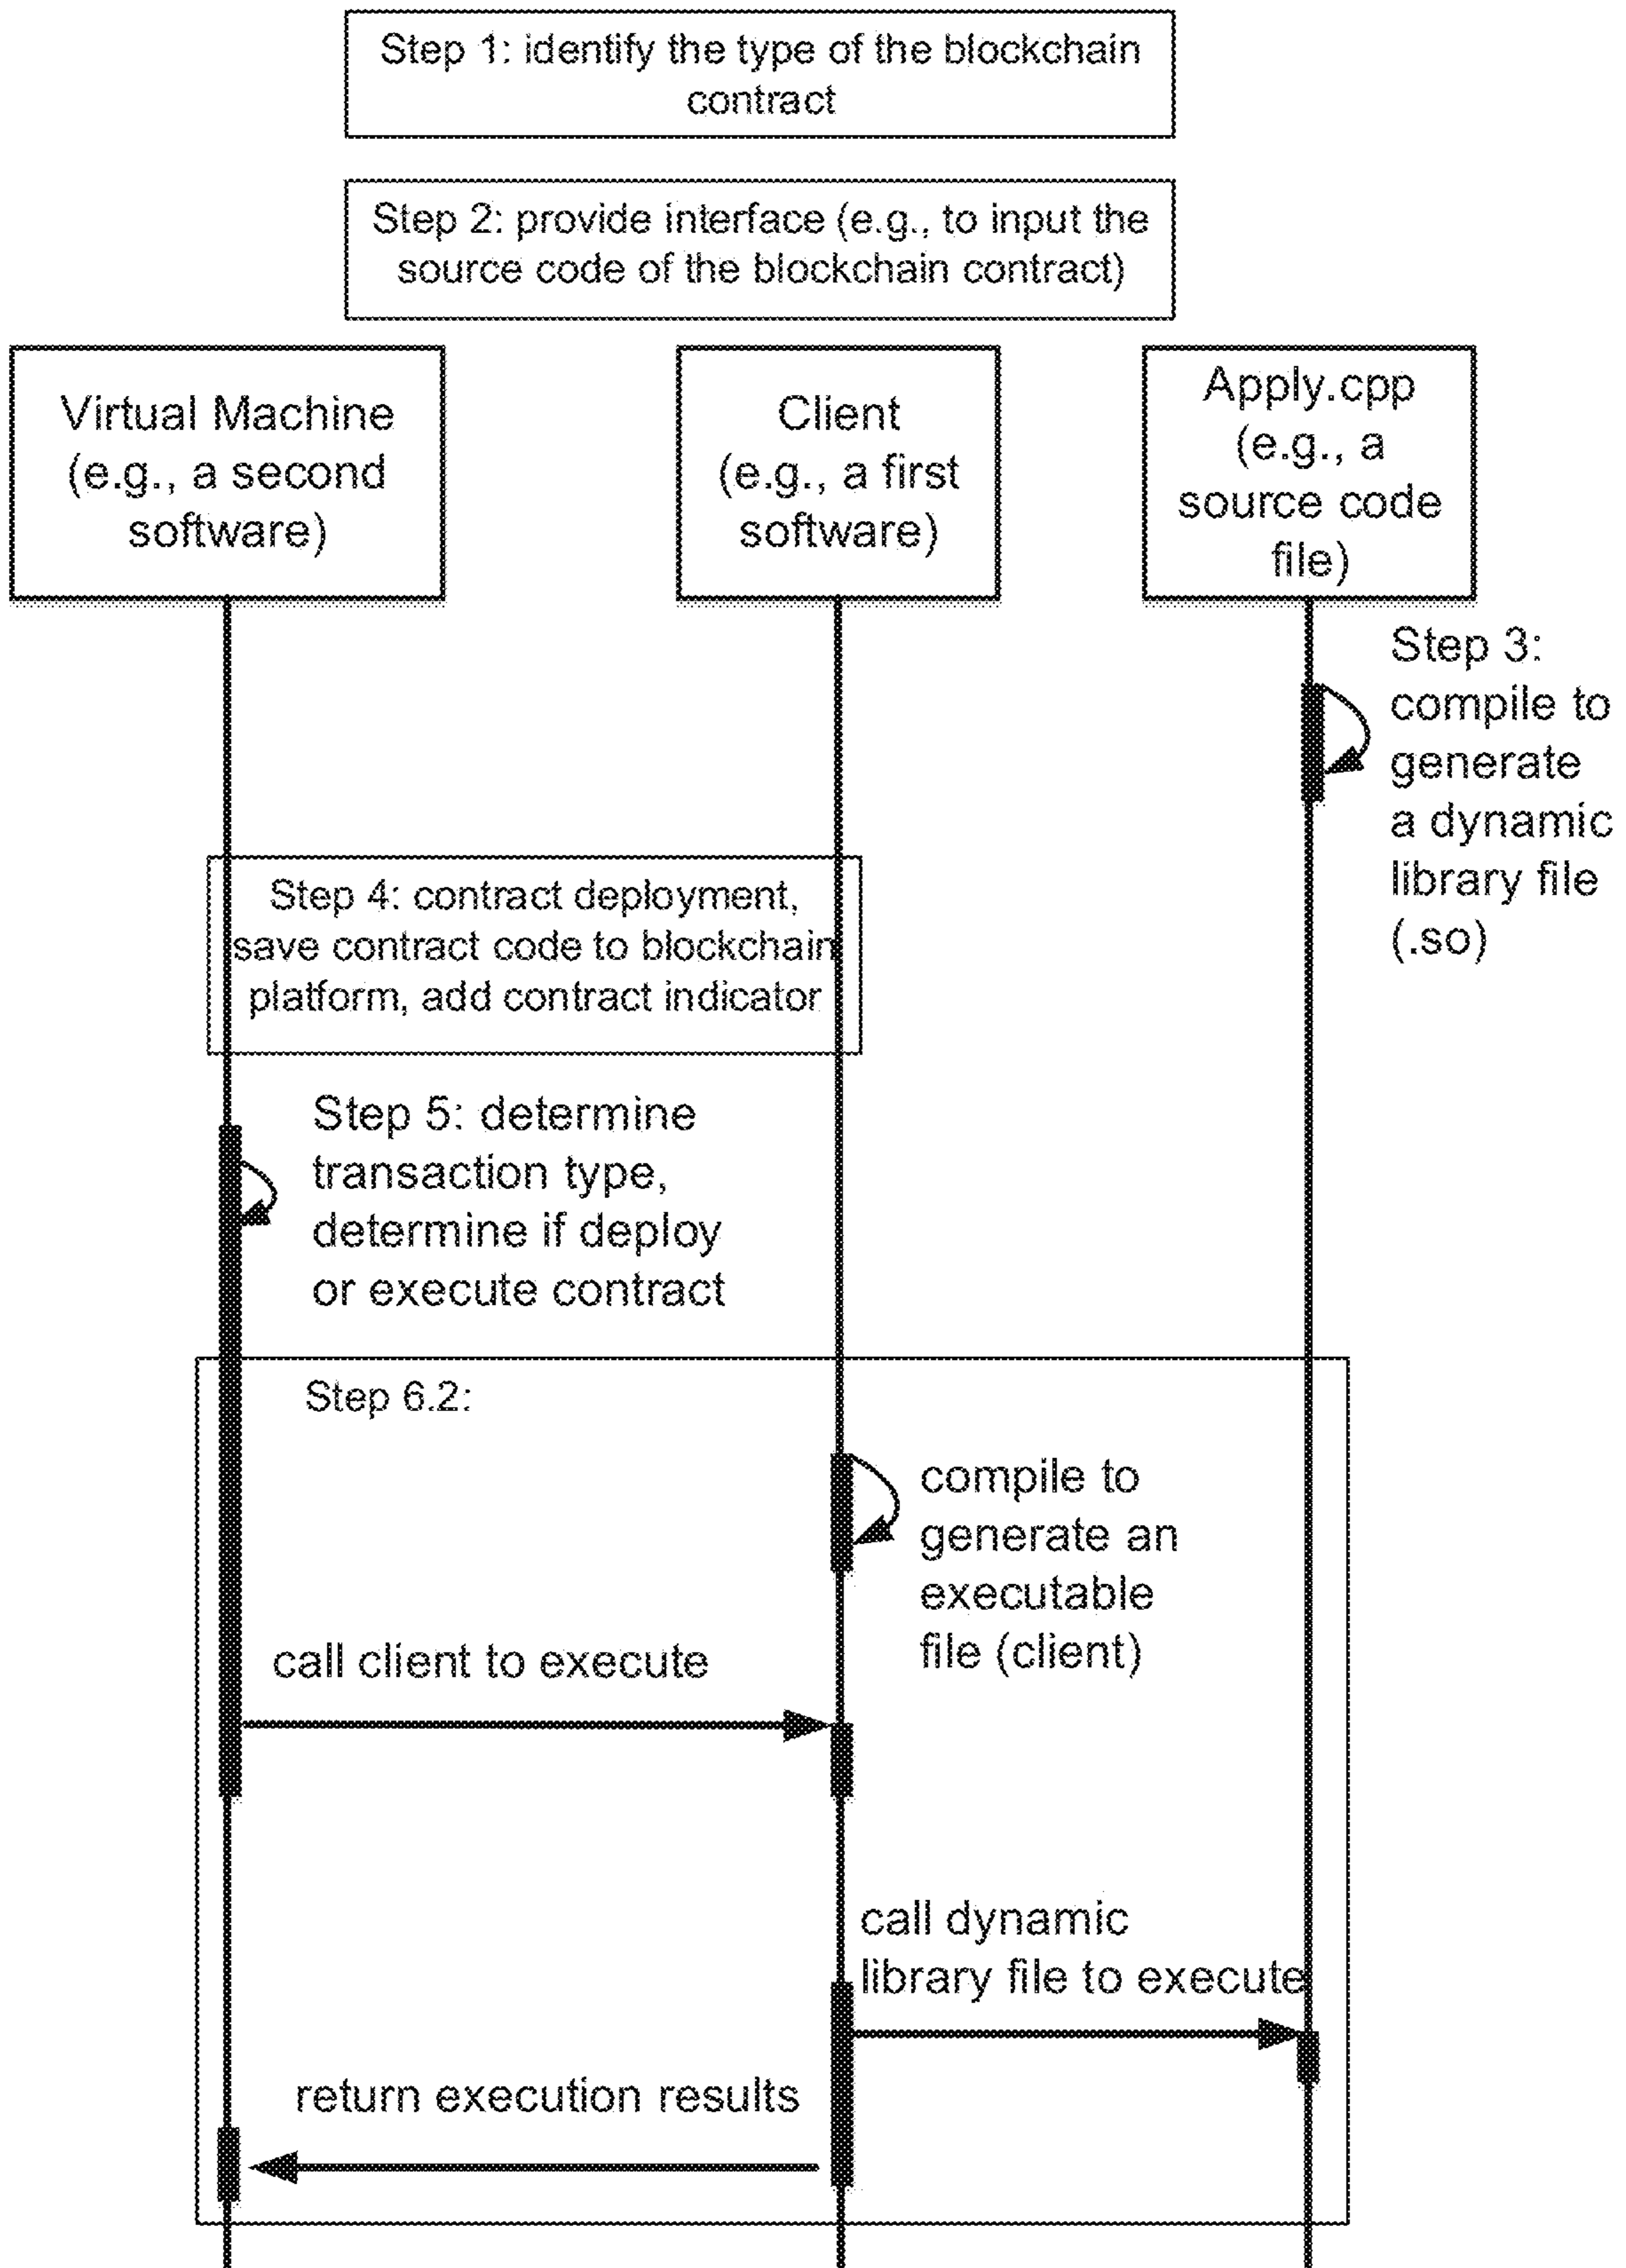 Step 1: identify the type of the blockchain
contract
Step 2: provide interface (e.g., to input the
source code of the blockchain contract)
Virtual Machine
(e.g., a second
software)
Client
(e.g., a first
software)
Apply.cpp
(e.g., a
source code
file)
Step 3:
compile to
generate
a dynamic
library file
(.so)
Step 4: contract deployment,
save contract code to blockchain
platform, add contract indicator
Step 5: determine
transaction type,
determine if deploy
or execute contract
Step 6.2:
compile to
generate an
executable
file (client)
call client to execute
call dynamic
library file to execute
return execution results